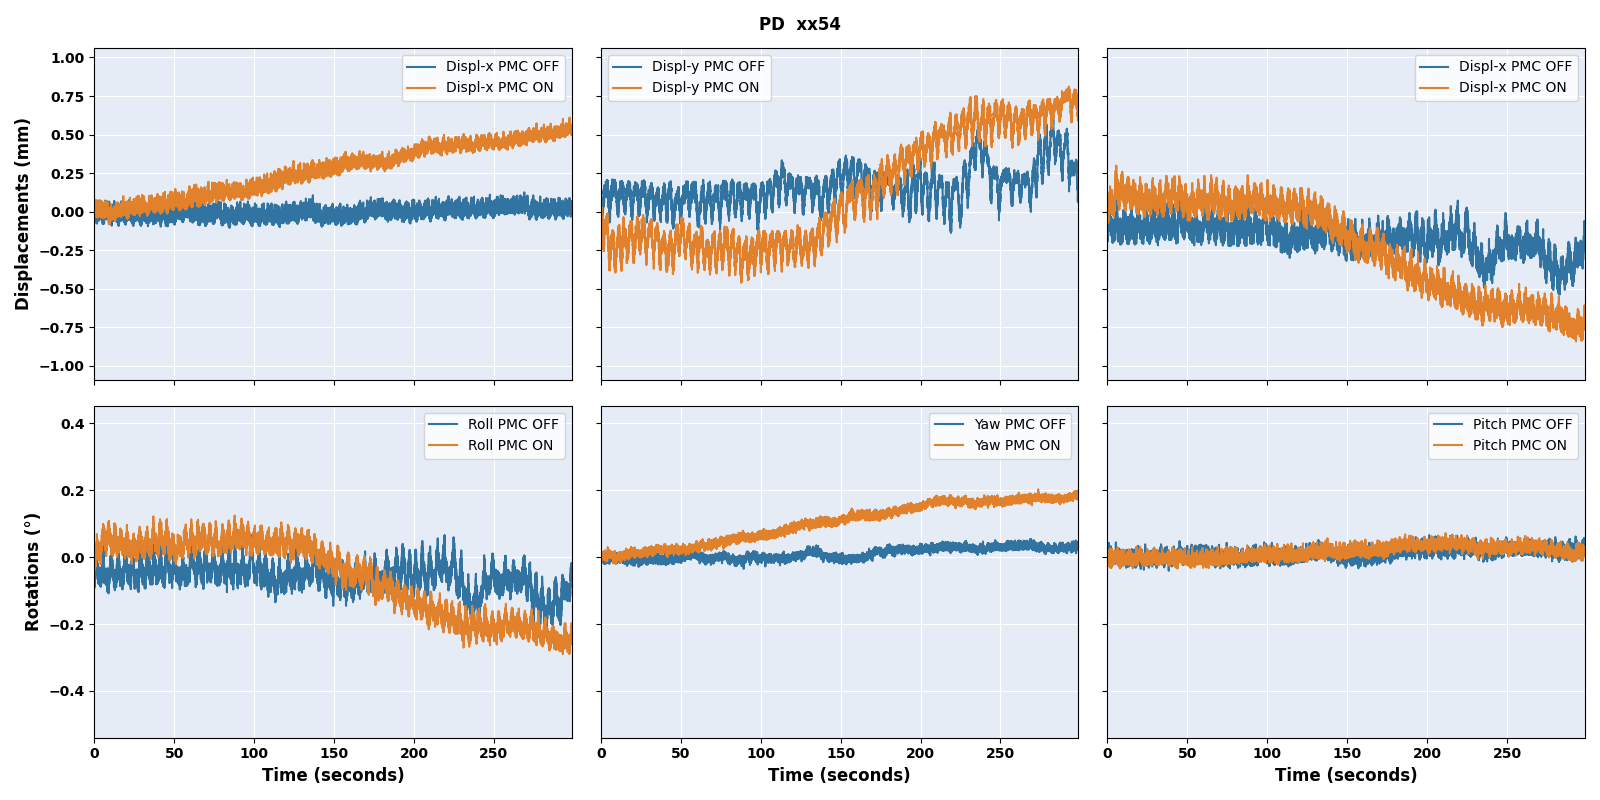 PD  xx54
Displacements (mm)
1.00
0.75
0.50
0.25
0.00
−0.25
−0.50
−0.75
−1.00
Displ-x PMC OFF
Displ-x PMC ON
Displ-y PMC OFF
Displ-y PMC ON
Displ-x PMC OFF
Displ-x PMC ON
Rotations (°)
0.4
0.2
0.0
−0.2
−0.4
Roll PMC OFF
Roll PMC ON
Yaw PMC OFF
Yaw PMC ON
Pitch PMC OFF
Pitch PMC ON
0 50 100 150 200 250
0 50 100 150 200 250
0 50 100 150 200 250
Time (seconds)
Time (seconds)
Time (seconds)